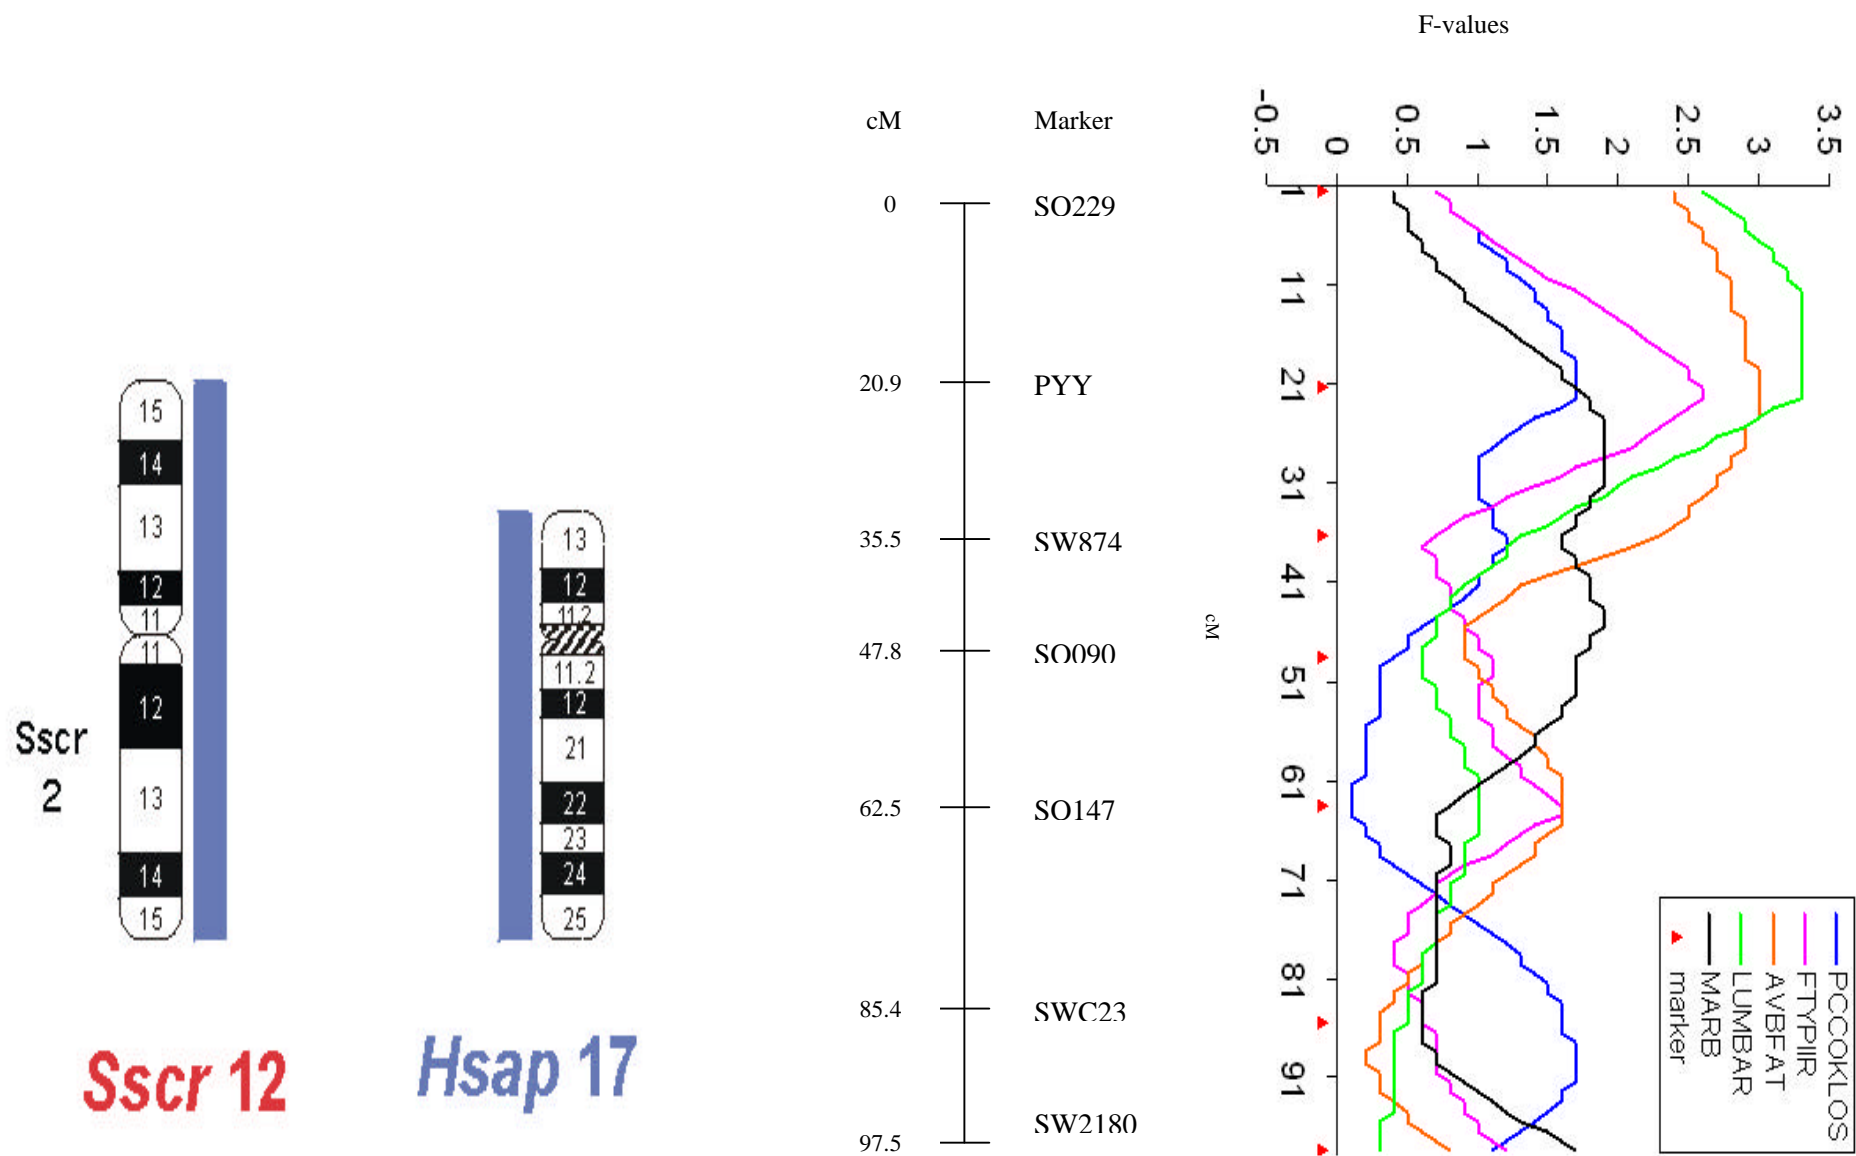 F-values
cM Marker
0 SO229
20.9 PYY
35.5 SW874
47.8 SO090
62.5 SO147
85.4 SWC23
97.5 SW2180
15
14
13
12
11
11
12
13
14
15
Sscr
2
Sscr 12
13
12
11.2
11.2
12
21
22
23
24
25
Hsap 17
-0.5
0
0.5
1
1.5
2
2.5
3
3.5
1
11
21
31
41
51
61
71
81
91
cM
PCCOKLOS
FTYPIIR
AVBFAT
LUMBAR
MARB
marker